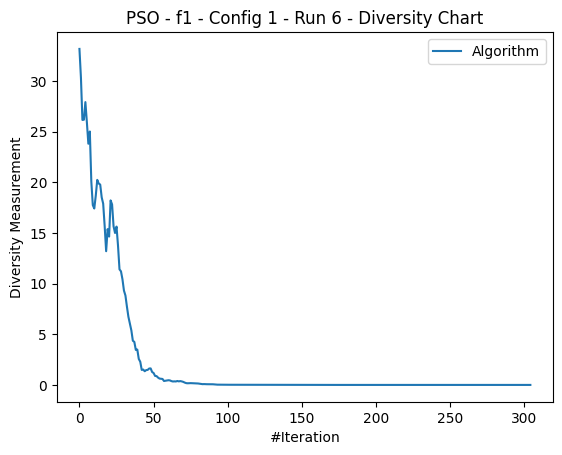 PSO - f1 - Config 1 - Run 6 - Diversity Chart
Algorithm
Diversity Measurement
30
25
20
15
10
5
0
0 50 100 150 200 250 300
#Iteration